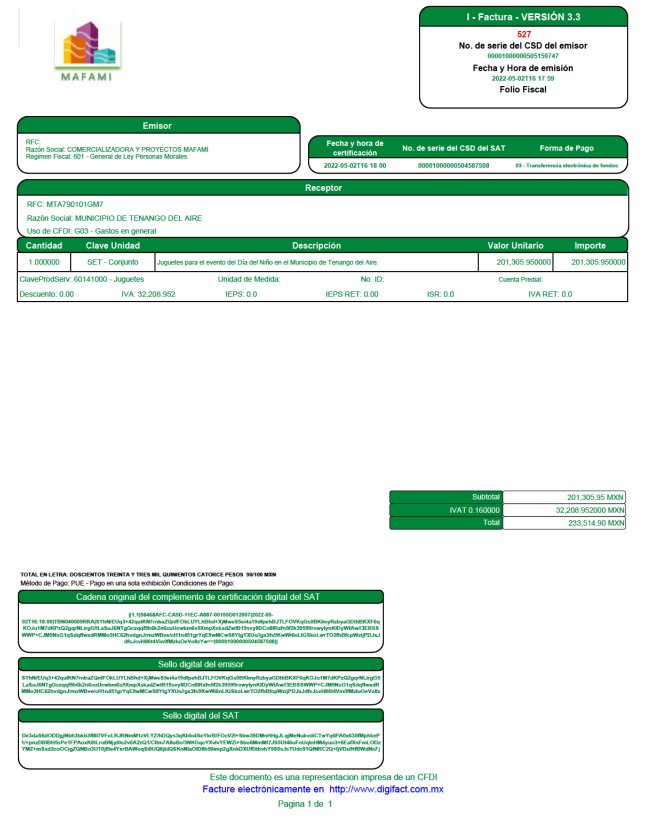 I - Factura - VERSIÓN 3.3
527
No. de serie del CSD del emisor
00001000000505159747
Fecha y Hora de emisión
2022-05-02T16 17 59
Folio Fiscal
MAFAMI
Emisor
RFC:
Razón Social: COMERCIALIZADORA Y PROYECTOS MAFAMI
Regimen Fiscal: 601 - General de Ley Personas Morales
Fecha y hora de certificación No. de serie del CSD del SAT Forma de Pago
2022-05-02T16 18 00 00001000000504587508 03 - Transferencia electrónica de fondos
Receptor
RFC: MTA790101GM7
Razón Social: MUNICIPIO DE TENANGO DEL AIRE
Uso de CFDI: G03 - Gastos en general
Cantidad Clave Unidad Descripción Valor Unitario Importe
1.000000 SET - Conjunto Juguetes para el evento del Día del Niño en el Municipio de Tenango del Aire. 201,305.950000 201,305.950000
ClaveProdServ: 60141000 - Juguetes Unidad de Medida: No. ID: Cuenta Predial:
Descuento: 0.00 IVA: 32,208.952 IEPS: 0.0 IEPS RET: 0.00 ISR: 0.0 IVA RET: 0.0
Subtotal 201,305.95 MXN
IVAT 0.160000 32,208.952000 MXN
Total 233,514.90 MXN
TOTAL EN LETRA: DOSCIENTOS TREINTA Y TRES MIL QUINIENTOS CATORCE PESOS 90/100 MXN
Método de Pago: PUE - Pago en una sola exhibición Condiciones de Pago:
Cadena original del complemento de certificación digital del SAT
Sello digital del emisor
Sello digital del SAT
Este documento es una representacion impresa de un CFDI
Facture electrónicamente en http://www.digifact.com.mx
Pagina 1 de 1